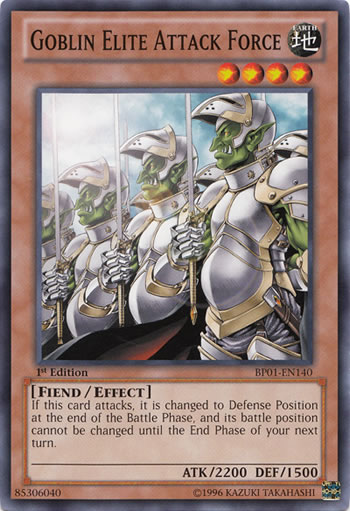 GOBLIN ELITE ATTACK FORCE
EARTH
地
1st Edition
BP01-EN140
[FIEND/EFFECT]
If this card attacks, it is changed to Defense Position
at the end of the Battle Phase, and its battle position
cannot be changed until the End Phase of your next
turn.
ATK/2200 DEF/1500
85306040
©1996 KAZUKI TAKAHASHI